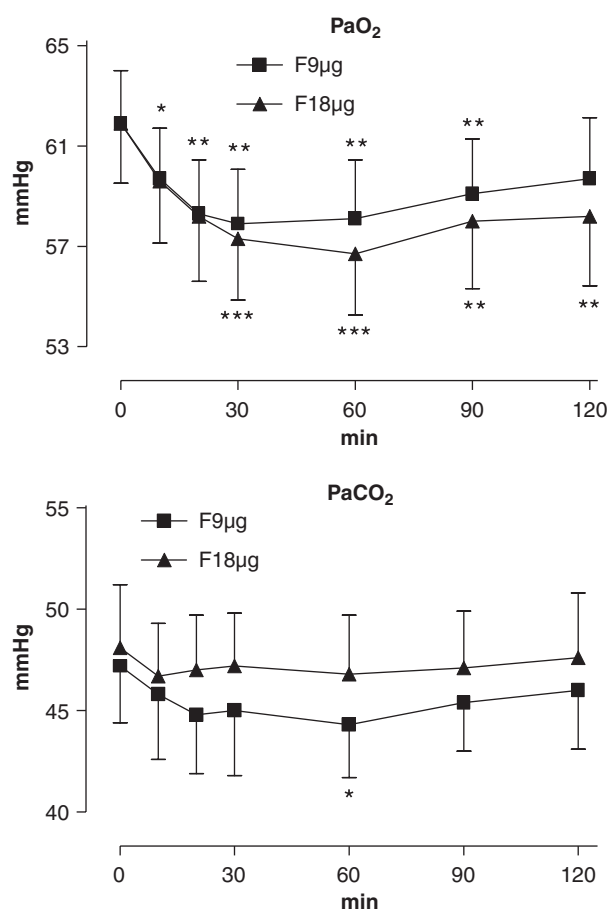 PaO₂
65
61
57
53
mmHg
F9µg
F18µg
* ** ** ** **
*** *** ** **
0 30 60 90 120
min
PaCO₂
55
50
45
40
mmHg
F9µg
F18µg
*
0 30 60 90 120
min